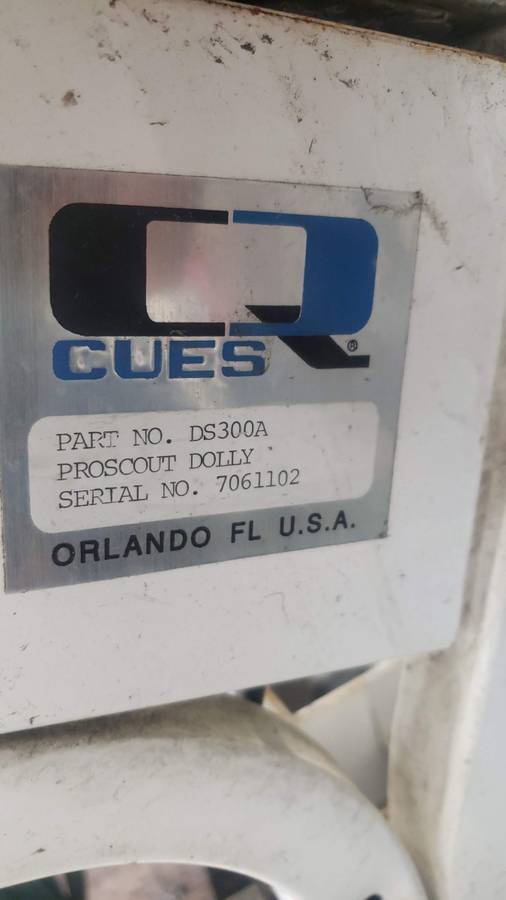 CUES
®
PART NO. DS300A
PROSCOUT DOLLY
SERIAL NO. 7061102
ORLANDO FL U.S.A.